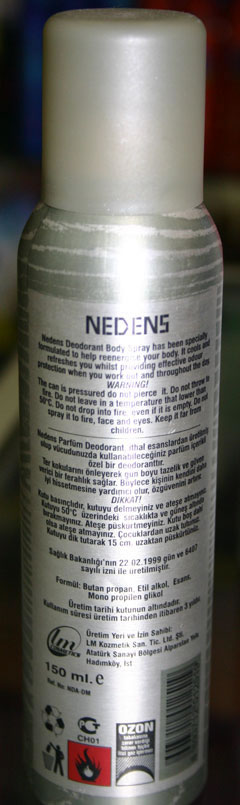 NEDENS
Nedens Deodorant Body Spray has been specially
formulated to help reenergise your body. It cools and
refreshes you whilst providing effective odour
protection when you work out and throughout the day.
WARNING!
The can is pressured do not pierce it. Do not throw to
fire. Do not leave in a temperature that lower than
50°C. Do not drop into fire even if it is empty. Do not
spray it to fire, face and eyes. Keep it far from
children.
Nedens Parfüm Deodorant, ithal esanslardan üretilmiş
olup vücudunuzda kullanabileceğiniz parfüm içeren
özel bir deodoranttır.
Ter kokularını önleyerek gün boyu tazelik ve güven
verici bir ferahlık sağlar. Böylece kişinin kendini daha
iyi hissetmesine yardımcı olur, özgüvenini artırır.
DİKKAT!
Kutu basınçlıdır, kutuyu delmeyiniz ve ateşe atmayınız.
Kutuyu 50°C üzerindeki sıcaklıkta ve güneş altında
bırakmayınız. Ateşe püskürtmeyiniz. Kutu boş dahi
olsa ateşe atmayınız. Çocuklardan uzak tutunuz.
Kutuyu dik tutarak 15 cm. uzaktan püskürtünüz.
Sağlık Bakanlığı'nın 22.02.1999 gün ve 6407
sayılı izni ile üretilmiştir.
Formül: Butan propan, Etil alkol, Esans,
Mono propilen glikol
Üretim tarihi kutunun altındadır.
Kullanım süresi üretim tarihinden itibaren 3 yıldır.
lm
Üretim Yeri ve İzin Sahibi:
LM Kozmetik San. Tic. Ltd. Şti.
Atatürk Sanayi Bölgesi Alparslan
Hadımköy, İst
150 ml. e
Ref. No: NDA-DM
CH01
OZON